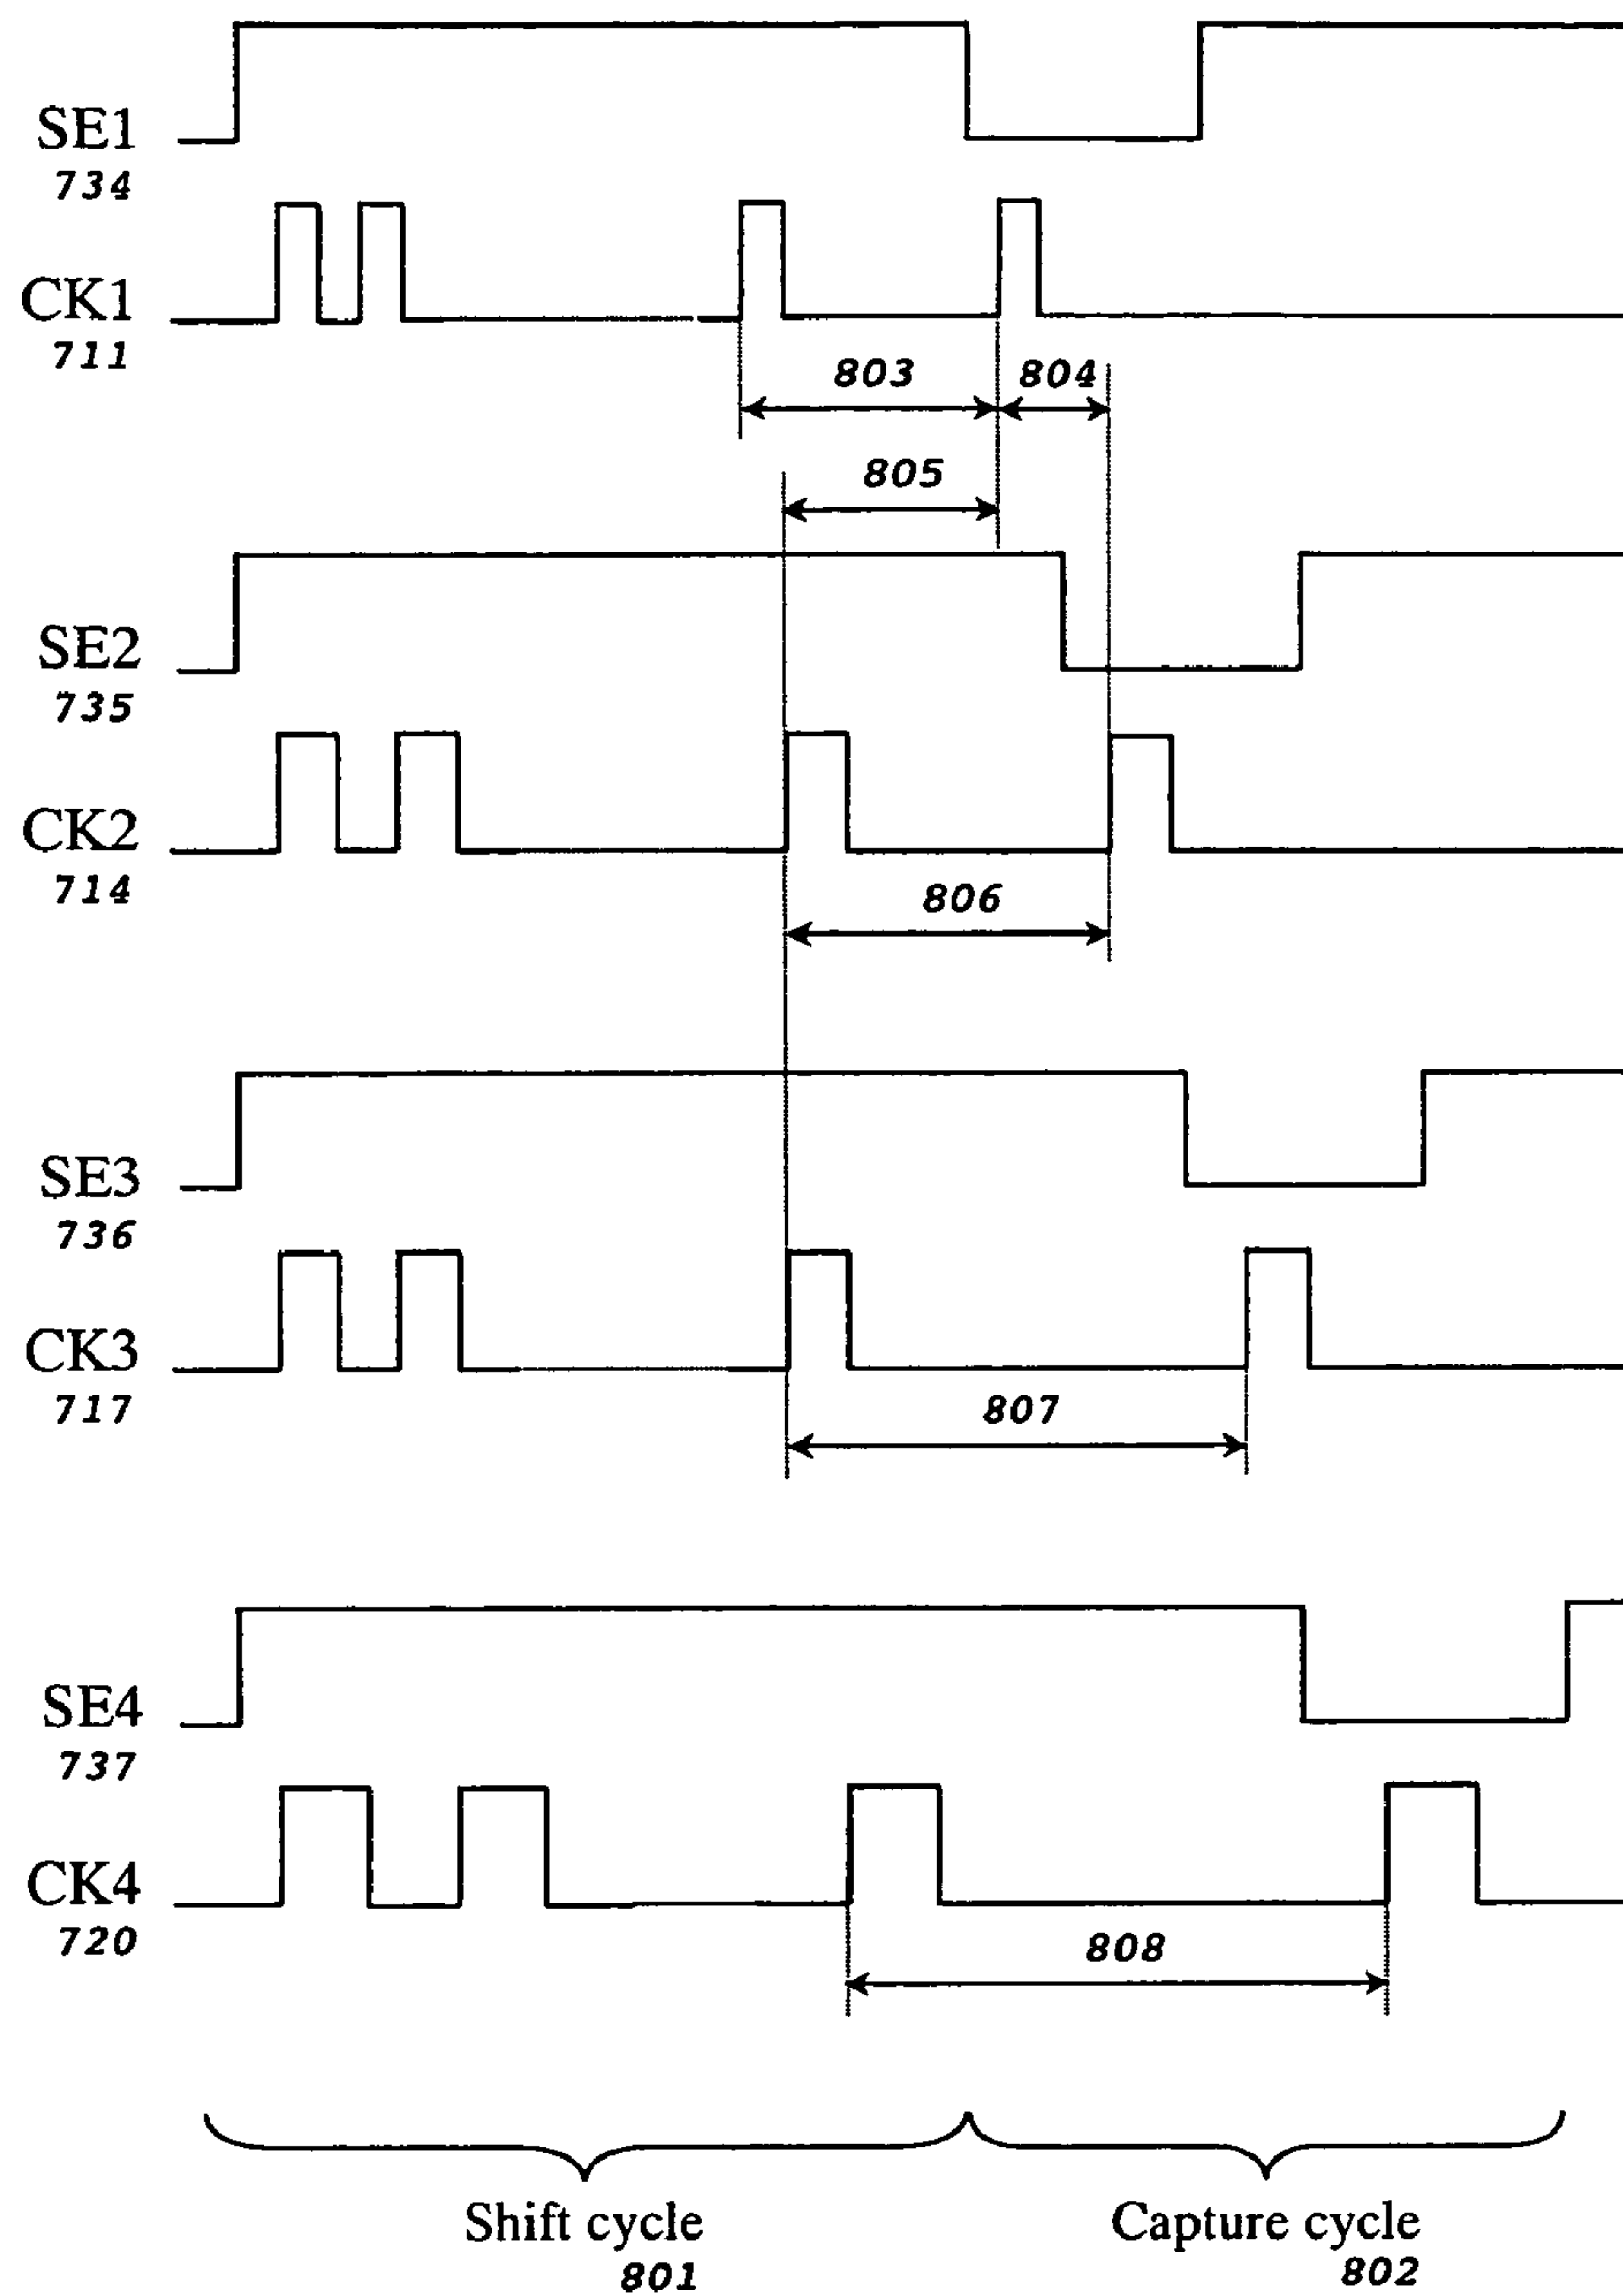 SE1
734
CK1
711
803
804
805
SE2
735
CK2
714
806
SE3
736
CK3
717
807
SE4
737
CK4
720
808
Shift cycle
801
Capture cycle
802